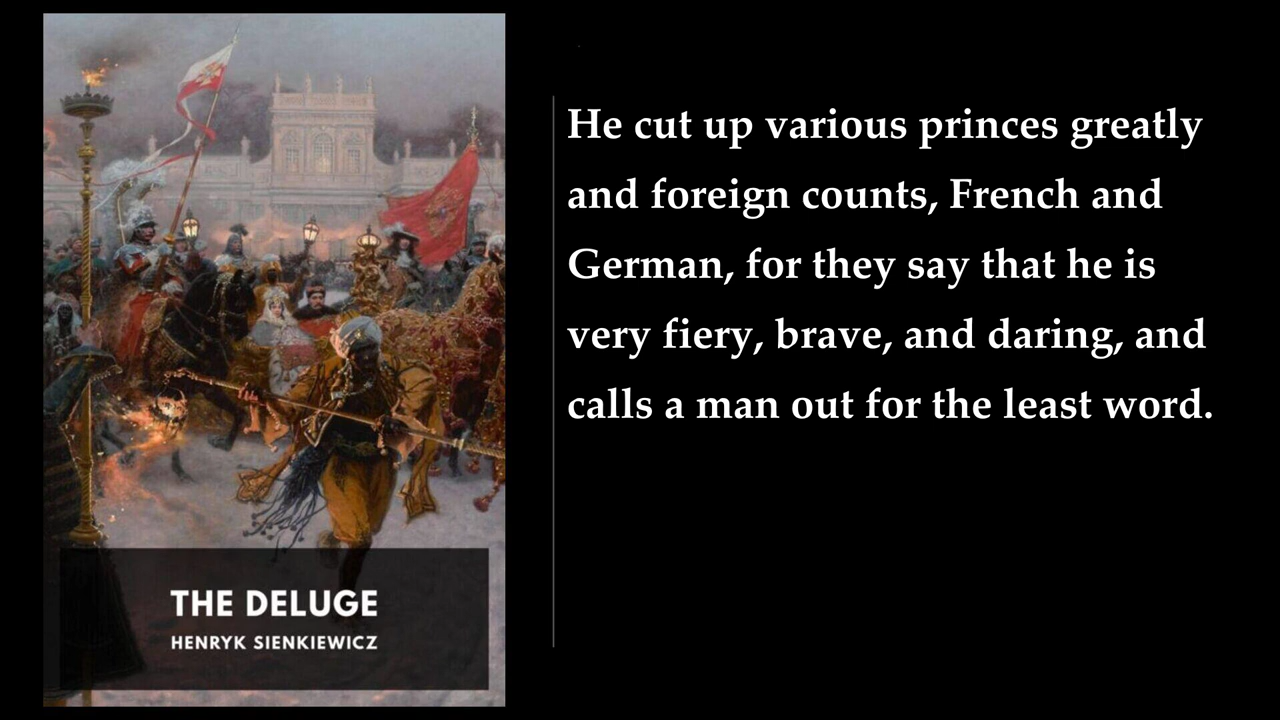 THE DELUGE
HENRYK SIENKIEWICZ
He cut up various princes greatly
and foreign counts, French and
German, for they say that he is
very fiery, brave, and daring, and
calls a man out for the least word.